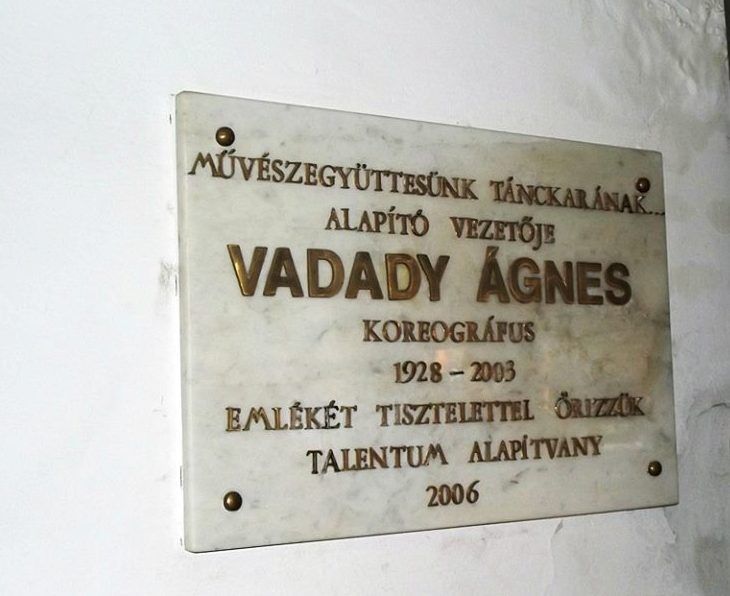 MŰVÉSZEGYÜTTESÜNK TÁNCKARÁNAK...
ALAPÍTÓ VEZETŐJE
VADADY ÁGNES
KOREOGRÁFUS
1928 - 2003
EMLÉKÉT TISZTELETTEL ŐRIZZÜK
TALENTUM ALAPÍTVANY
2006